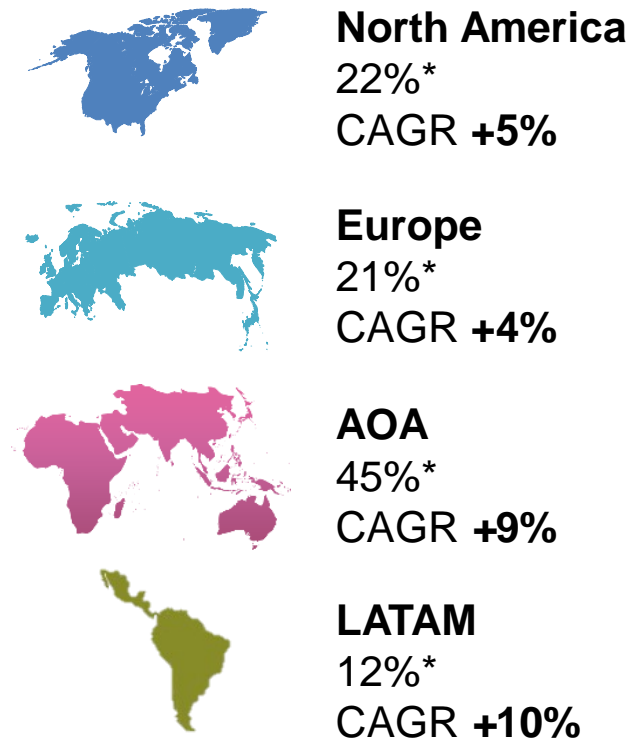 North America
22%*
CAGR +5%
Europe
21%*
CAGR +4%
AOA
45%*
CAGR +9%
LATAM
12%*
CAGR +10%